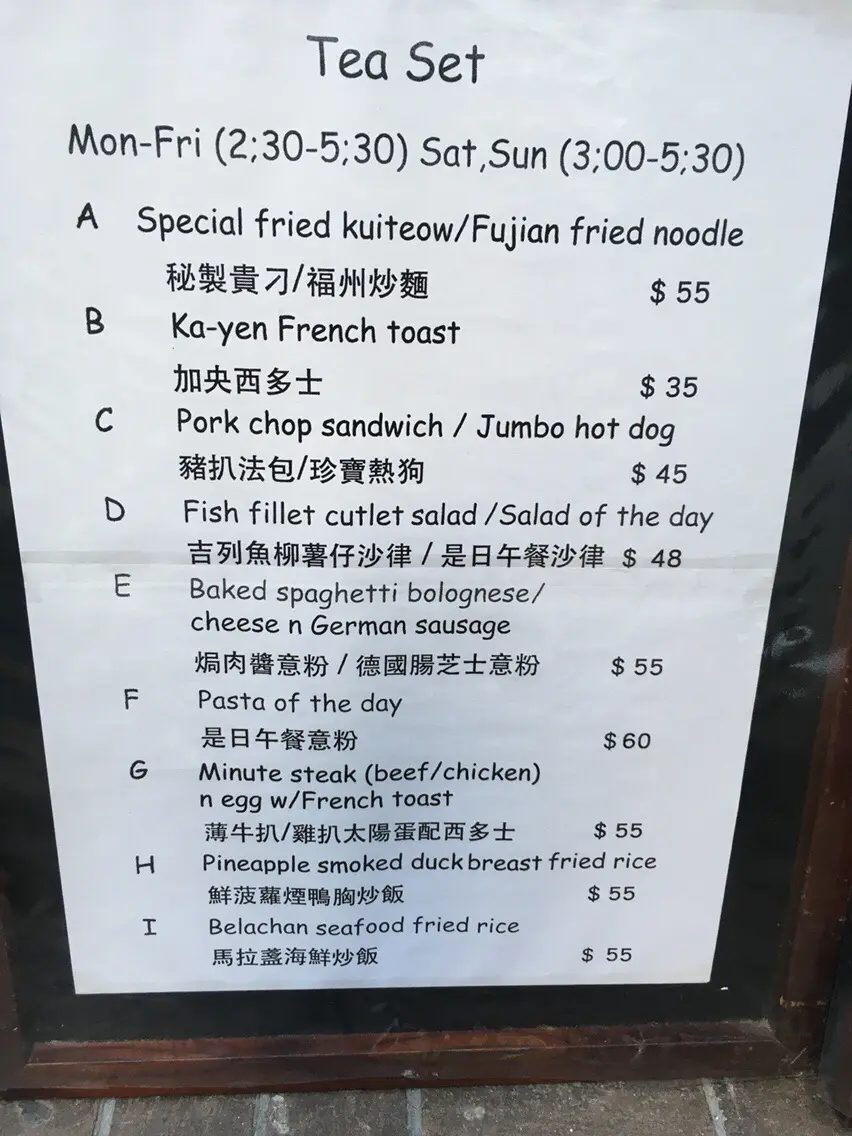 Tea Set
Mon-Fri (2;30-5;30) Sat,Sun (3;00-5;30)
A Special fried kuiteow/Fujian fried noodle
秘製貴刁/福州炒麵 $ 55
B Ka-yen French toast
加央西多士 $ 35
C Pork chop sandwich / Jumbo hot dog
豬扒法包/珍寶熱狗 $ 45
D Fish fillet cutlet salad /Salad of the day
吉列魚柳薯仔沙律 / 是日午餐沙律 $ 48
E Baked spaghetti bolognese/
cheese n German sausage
焗肉醬意粉 / 德國腸芝士意粉 $ 55
F Pasta of the day
是日午餐意粉 $60
G Minute steak (beef/chicken)
n egg w/French toast
薄牛扒/雞扒太陽蛋配西多士 $ 55
H Pineapple smoked duck breast fried rice
鮮菠蘿煙鴨胸炒飯 $ 55
I Belachan seafood fried rice
馬拉盞海鮮炒飯 $ 55